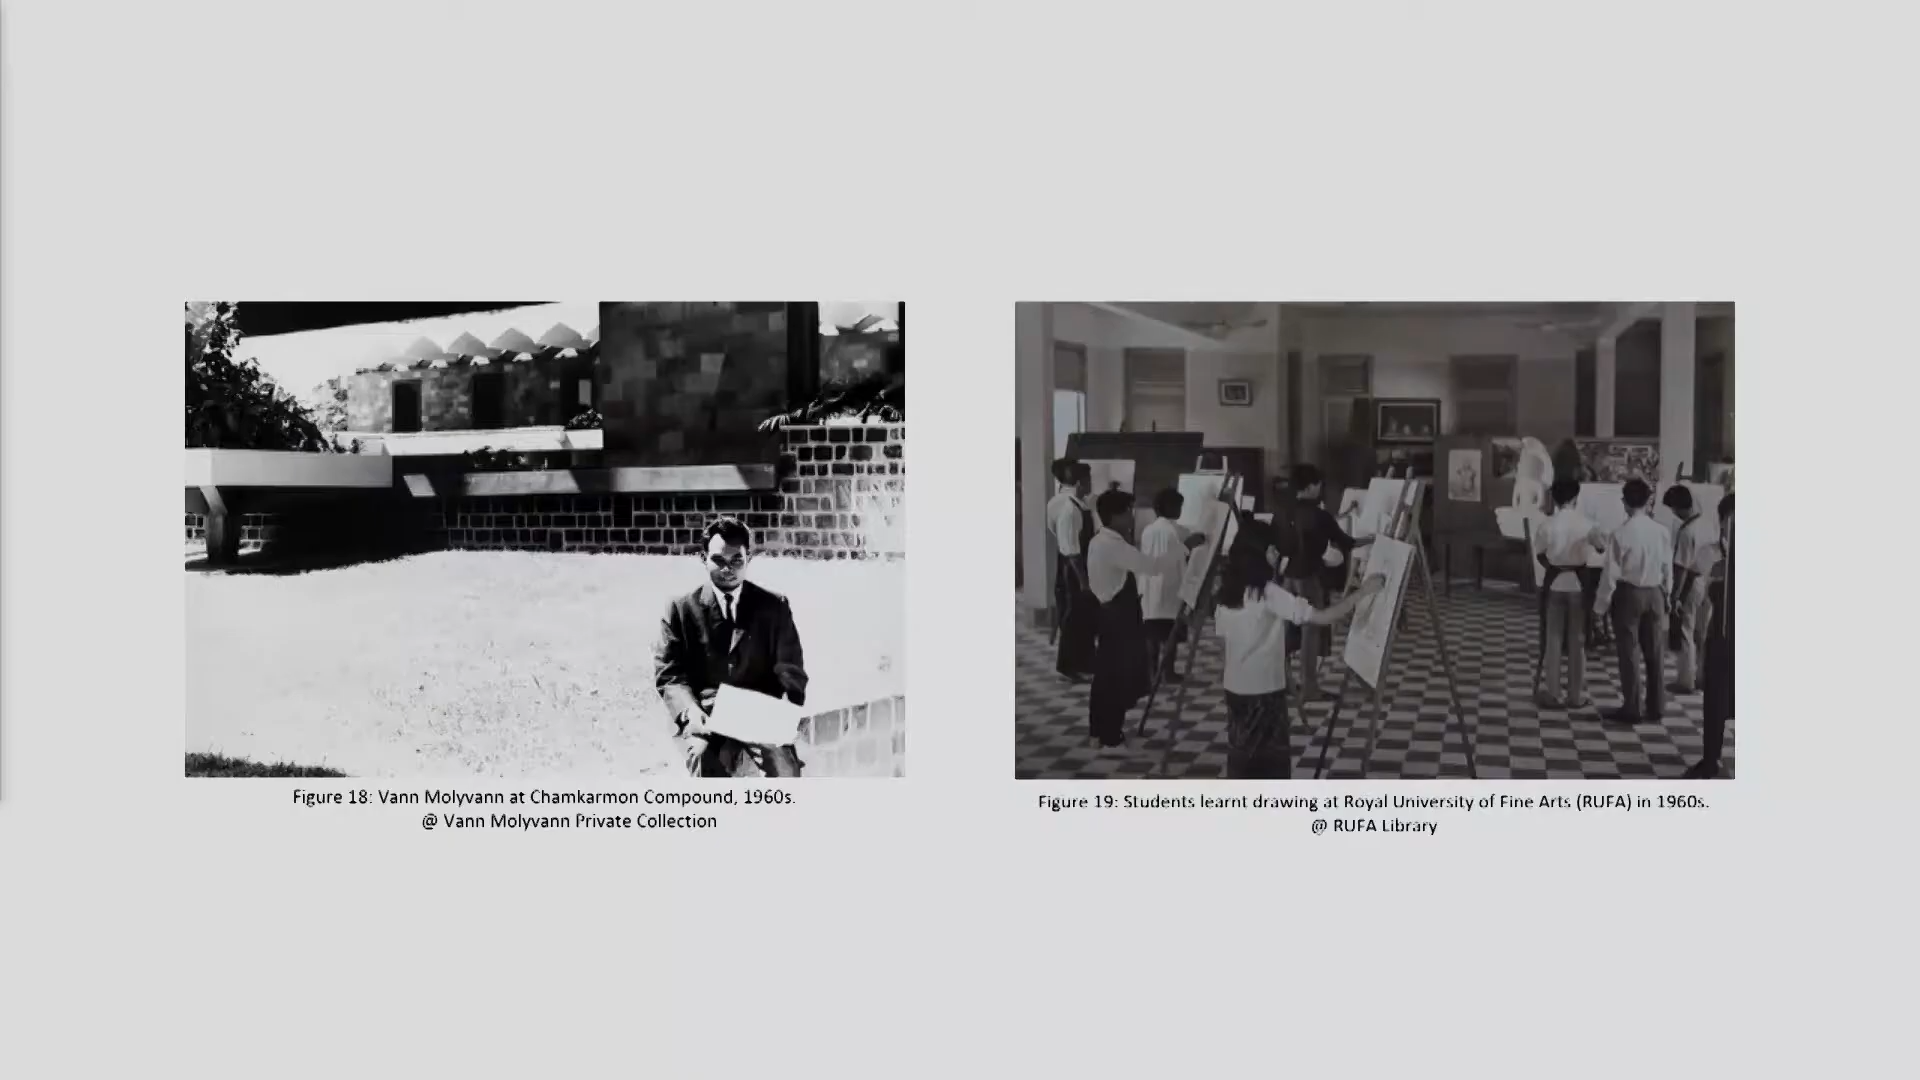 Figure 18: Vann Molyvann at Chamkarmon Compound, 1960s.
@ Vann Molyvann Private Collection
Figure 19: Students learnt drawing at Royal University of Fine Arts (RUFA) in 1960s.
@ RUFA Library